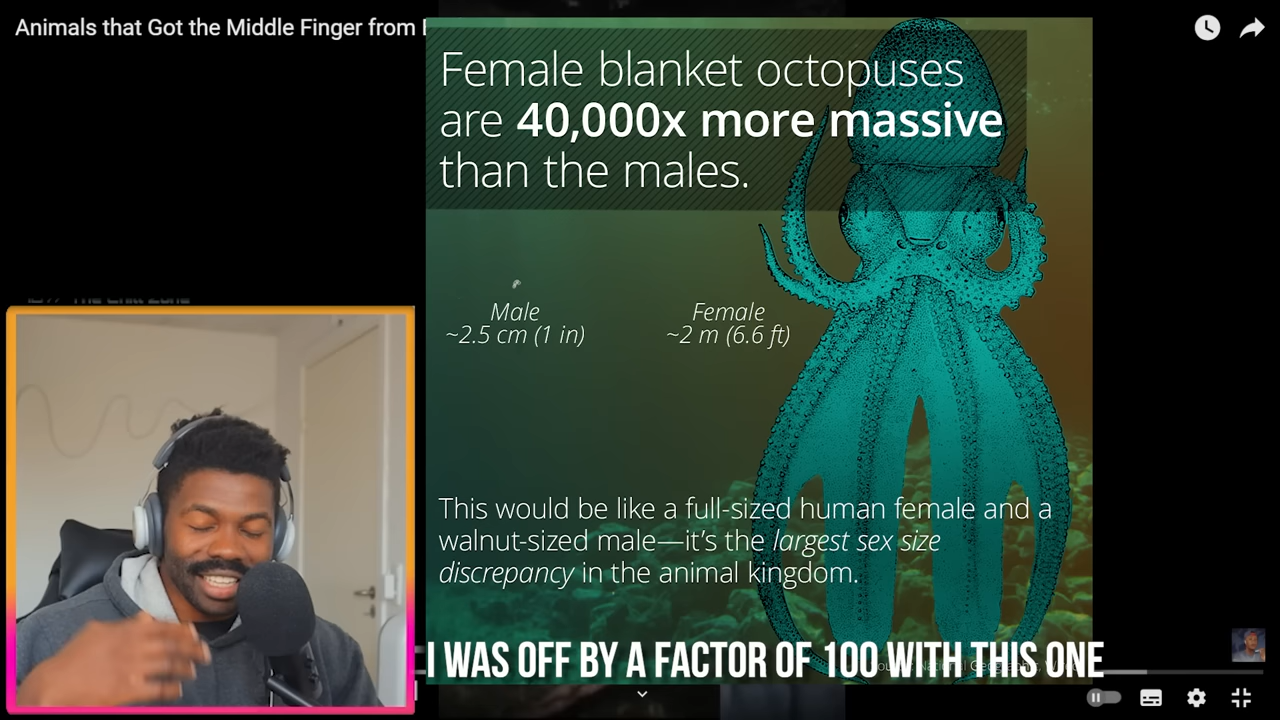 Animals that Got the Middle Finger from
Female blanket octopuses
are 40,000x more massive
than the males.
Male
~2.5 cm (1 in)
Female
~2 m (6.6 ft)
This would be like a full-sized human female and a
walnut-sized male—it's the largest sex size
discrepancy in the animal kingdom.
I WAS OFF BY A FACTOR OF 100 WITH THIS ONE